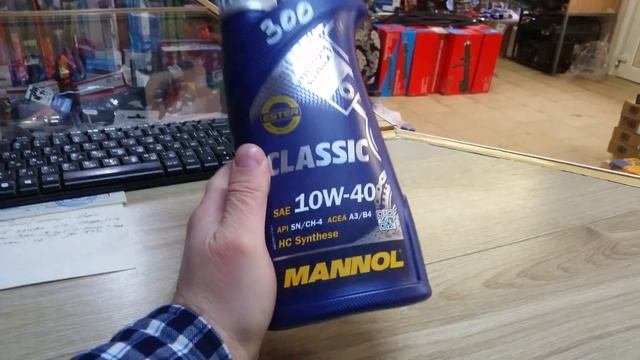 300
ESTER
CLASSIC
SAE 10W-40
API SN/CH-4 ACEA A3/B4
HC Synthese
MANNOL